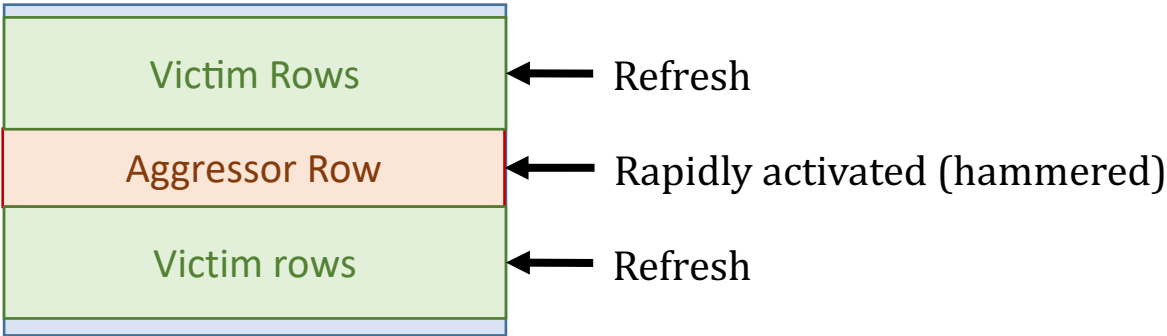 Victim Rows
Refresh
Aggressor Row
Rapidly activated (hammered)
Victim rows
Refresh